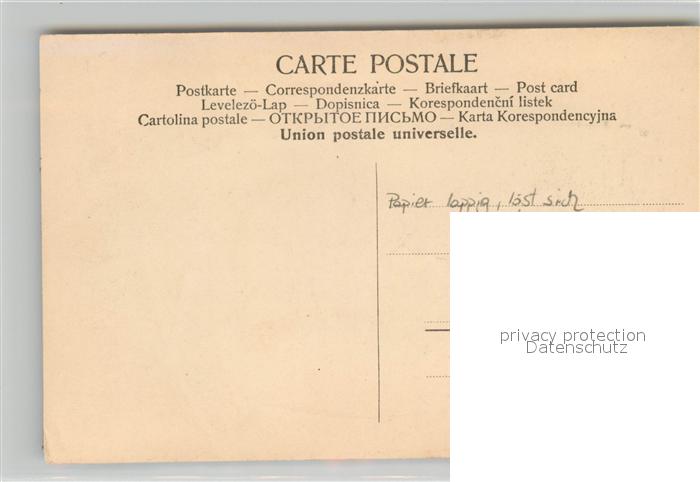 CARTE POSTALE
Postkarte — Correspondenzkarte — Briefkaart — Post card
Levelező-Lap — Dopisnica — Korespondenční listek
Cartolina postale — ОТКРЫТОЕ ПИСЬМО — Karta Korespondencyjna
Union postale universelle.
Papier lappig, löst sich
privacy protection
Datenschutz